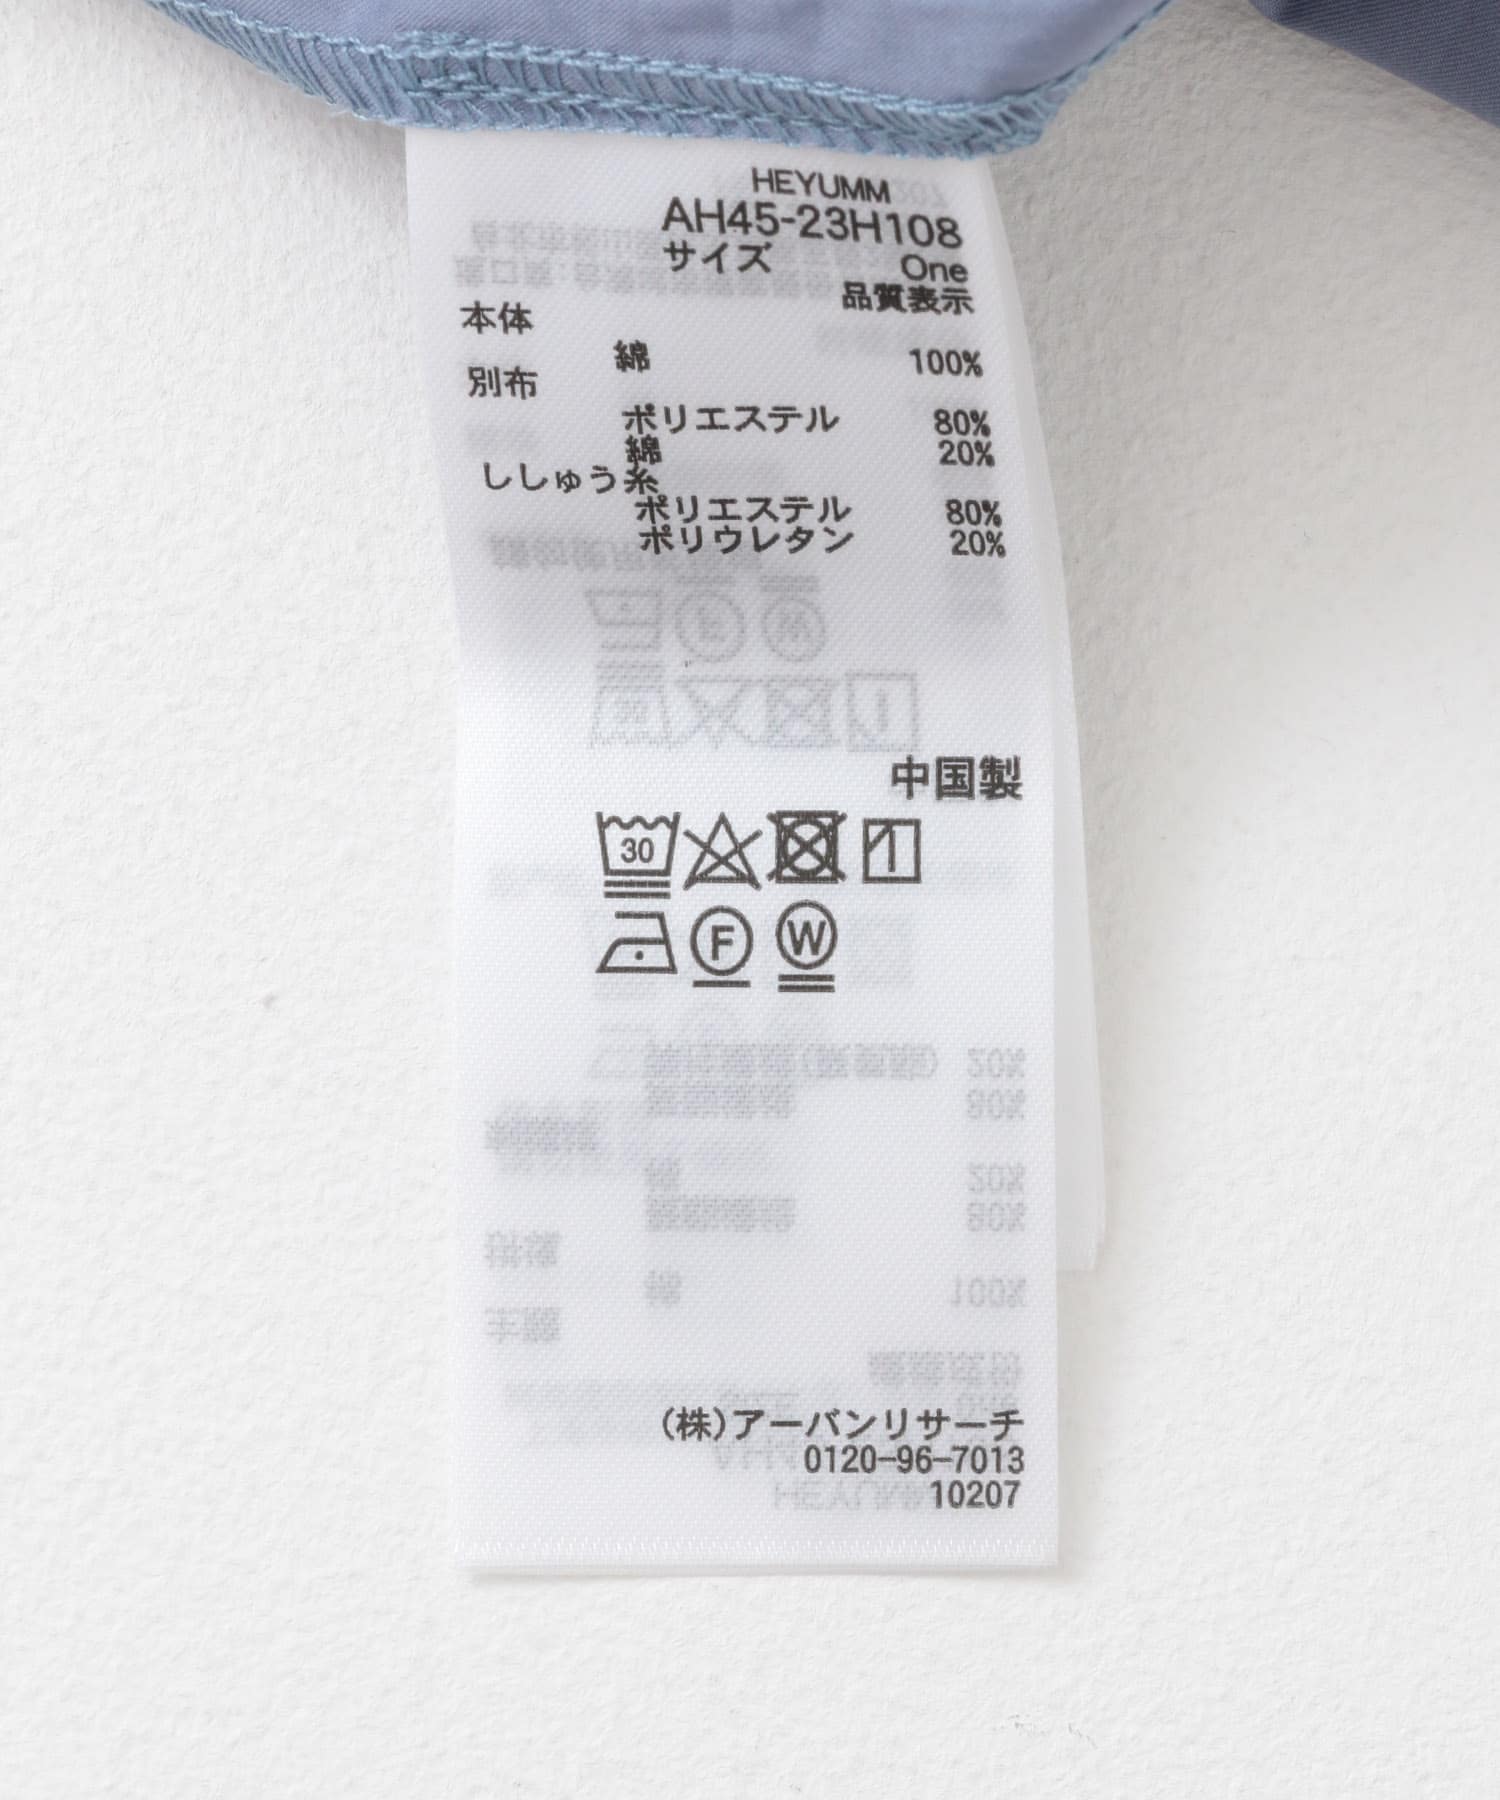 HEYUMM
AH45-23H108
サイズ One
品質表示
本体
綿 100%
別布
ポリエステル 80%
綿 20%
ししゅう糸
ポリエステル 80%
ポリウレタン 20%
中国製
30
F W
(株)アーバンリサーチ
0120-96-7013
10207